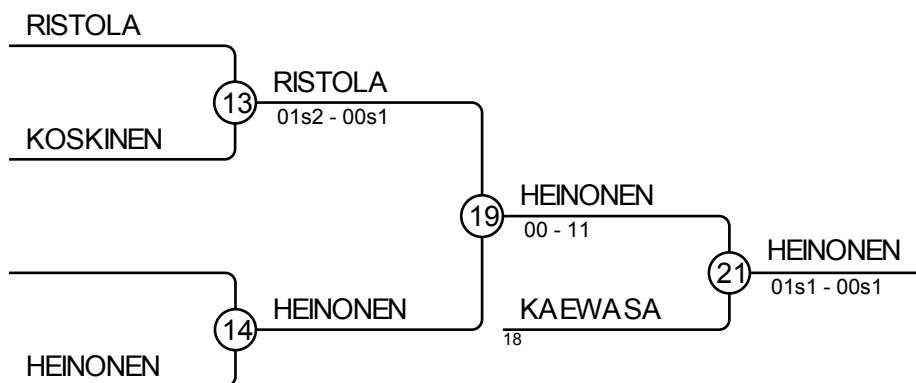 RISTOLA
13
RISTOLA
01s2 - 00s1
KOSKINEN
19
HEINONEN
00 - 11
21
HEINONEN
01s1 - 00s1
14
HEINONEN
KAEWASA
18
HEINONEN